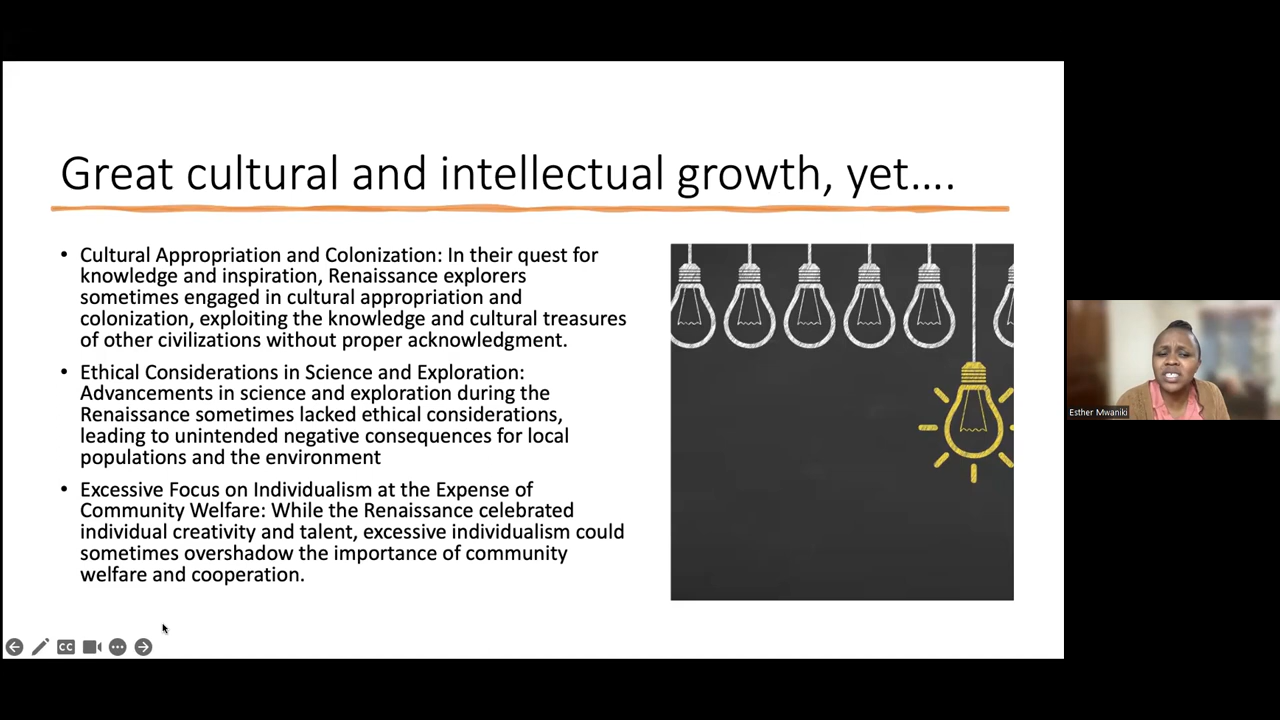 Great cultural and intellectual growth, yet….
• Cultural Appropriation and Colonization: In their quest for
knowledge and inspiration, Renaissance explorers
sometimes engaged in cultural appropriation and
colonization, exploiting the knowledge and cultural treasures
of other civilizations without proper acknowledgment.
• Ethical Considerations in Science and Exploration:
Advancements in science and exploration during the
Renaissance sometimes lacked ethical considerations,
leading to unintended negative consequences for local
populations and the environment
• Excessive Focus on Individualism at the Expense of
Community Welfare: While the Renaissance celebrated
individual creativity and talent, excessive individualism could
sometimes overshadow the importance of community
welfare and cooperation.
CC
Esther Mwaniki